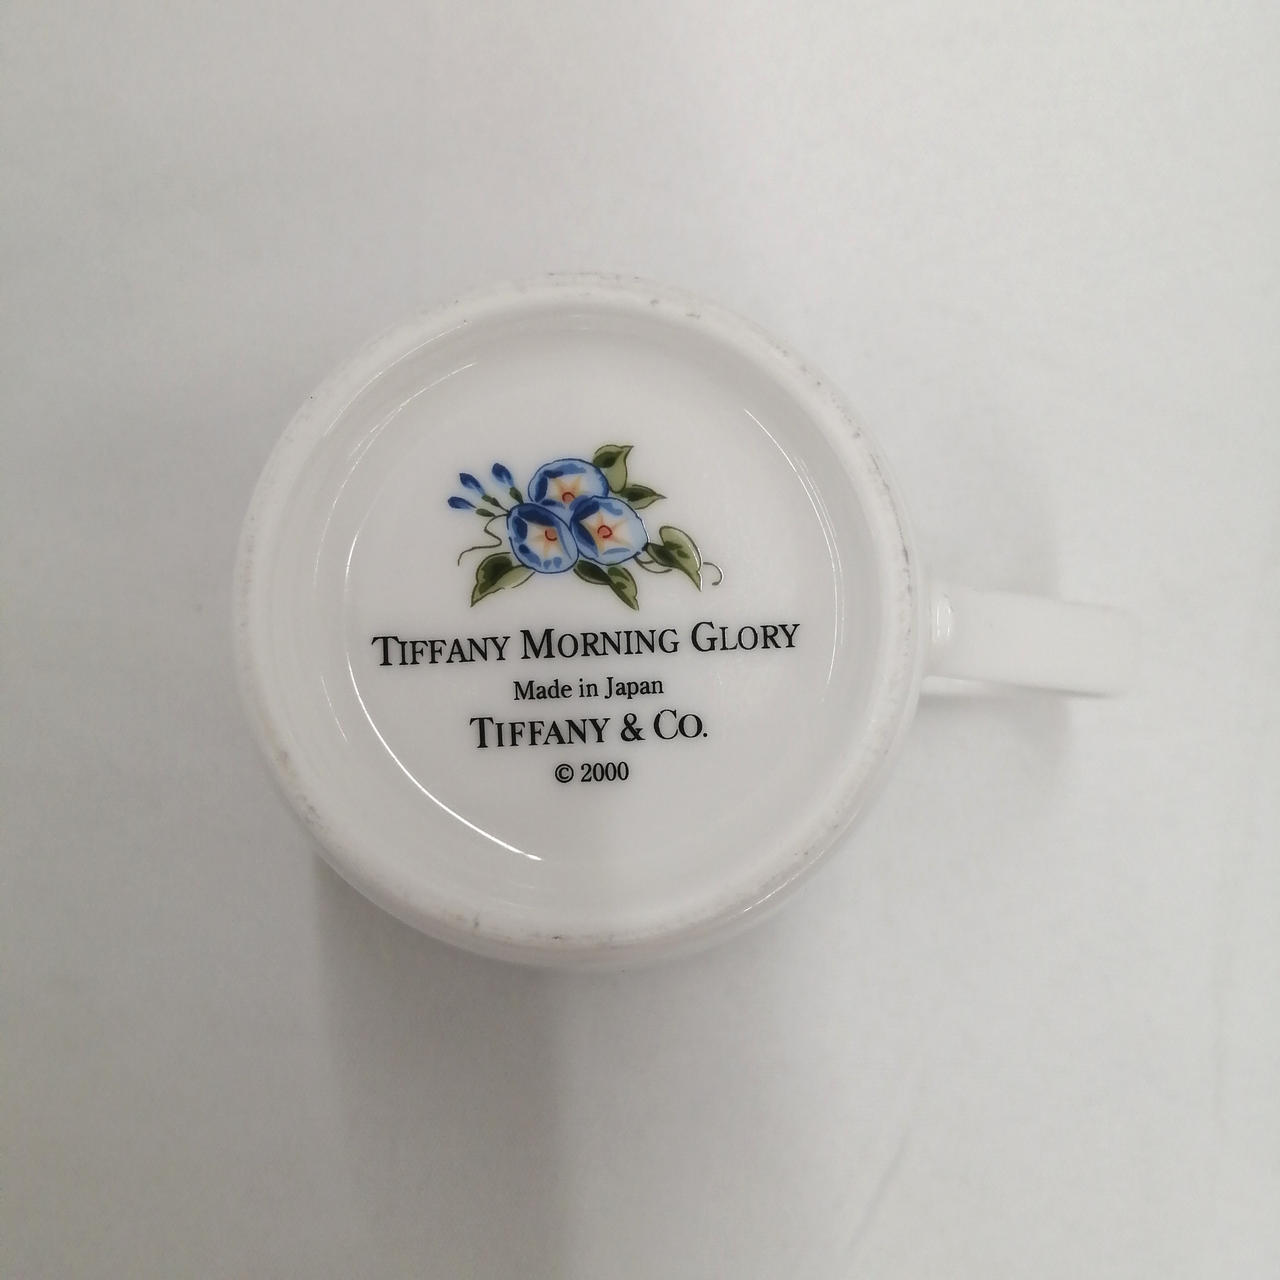 TIFFANY MORNING GLORY
Made in Japan
TIFFANY & CO.
© 2000